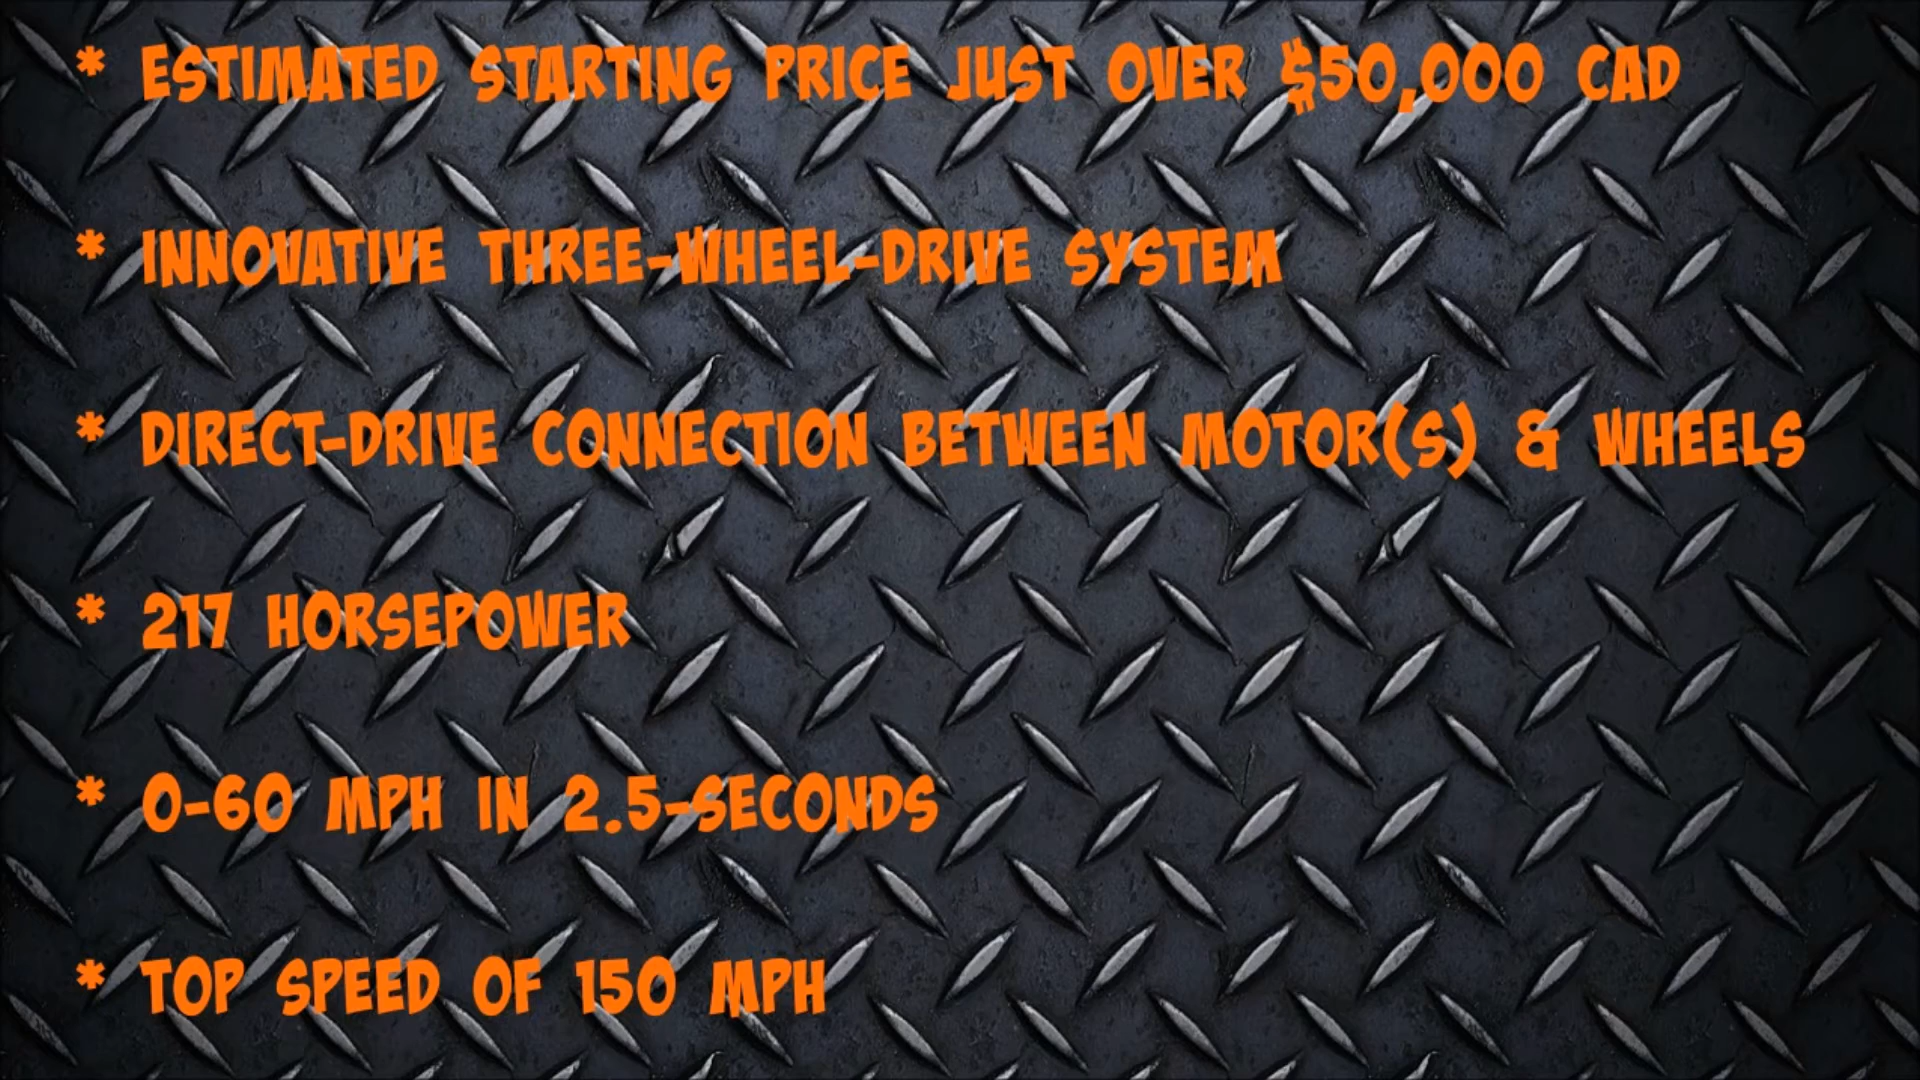 * ESTIMATED STARTING PRICE JUST OVER $50,000 CAD
* INNOVATIVE THREE-WHEEL-DRIVE SYSTEM
* DIRECT-DRIVE CONNECTION BETWEEN MOTOR(S) & WHEELS
* 217 HORSEPOWER
* 0-60 MPH IN 2.5-SECONDS
* TOP SPEED OF 150 MPH